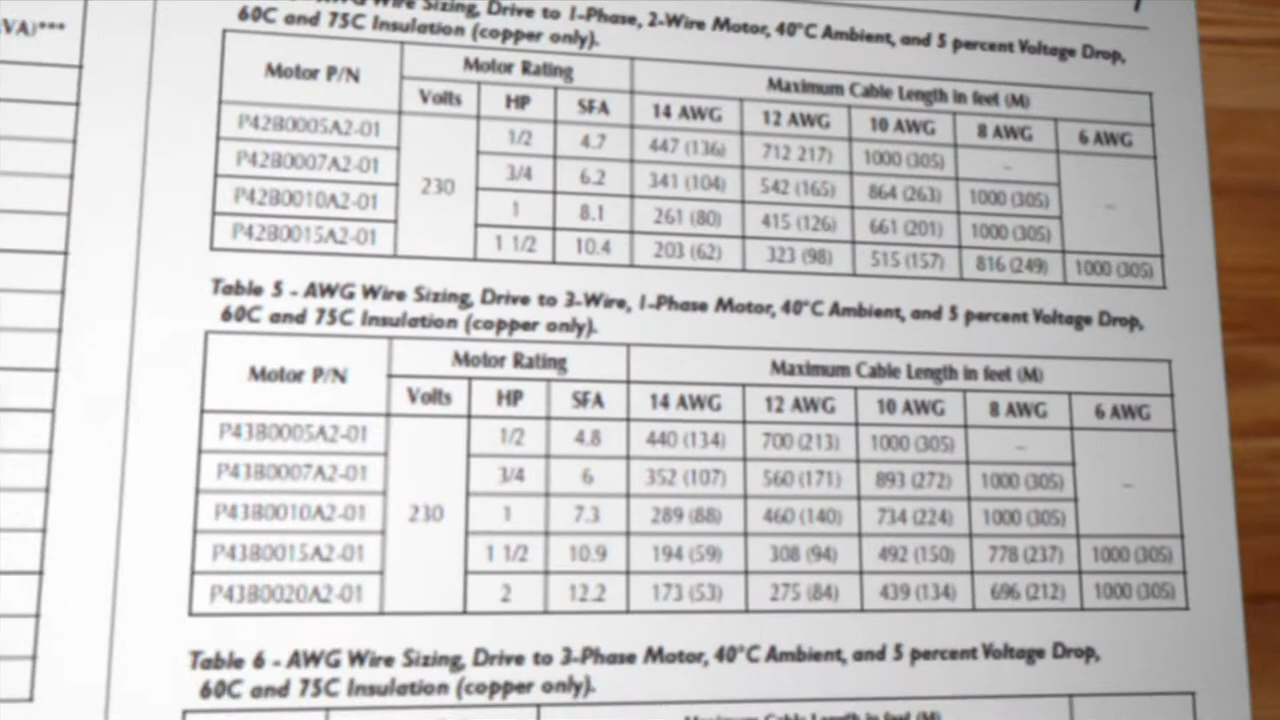 VA)***
AWG Wire Sizing, Drive to 1-Phase, 2-Wire Motor, 40°C Ambient, and 5 percent Voltage Drop,
60C and 75C Insulation (copper only).
Motor P/N Motor Rating Maximum Cable Length in feet (M)
Volts HP SFA 14 AWG 12 AWG 10 AWG 8 AWG 6 AWG
P42B0005A2-01 230 1/2 4.7 447 (136) 712 217) 1000 (305) – –
P42B0007A2-01 3/4 6.2 341 (104) 542 (165) 864 (263) 1000 (305)
P42B0010A2-01 1 8.1 261 (80) 415 (126) 661 (201) 1000 (305)
P42B0015A2-01 1 1/2 10.4 203 (62) 323 (98) 515 (157) 816 (249) 1000 (305)
Table 5 - AWG Wire Sizing, Drive to 3-Wire, 1-Phase Motor, 40°C Ambient, and 5 percent Voltage Drop,
60C and 75C Insulation (copper only).
Motor P/N Motor Rating Maximum Cable Length in feet (M)
Volts HP SFA 14 AWG 12 AWG 10 AWG 8 AWG 6 AWG
P43B0005A2-01 230 1/2 4.8 440 (134) 700 (213) 1000 (305) – –
P43B0007A2-01 3/4 6 352 (107) 560 (171) 893 (272) 1000 (305)
P43B0010A2-01 1 7.3 289 (88) 460 (140) 734 (224) 1000 (305)
P43B0015A2-01 1 1/2 10.9 194 (59) 308 (94) 492 (150) 778 (237) 1000 (305)
P43B0020A2-01 2 12.2 173 (53) 275 (84) 439 (134) 696 (212) 1000 (305)
Table 6 - AWG Wire Sizing, Drive to 3-Phase Motor, 40°C Ambient, and 5 percent Voltage Drop,
60C and 75C Insulation (copper only).
Maximum Cable Length in feet (M)